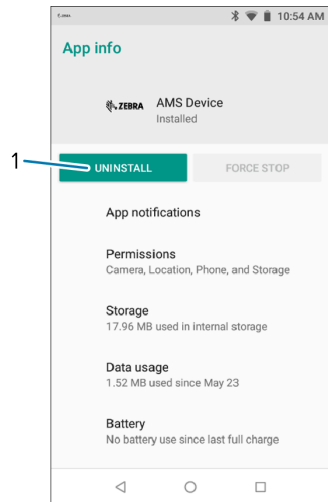 10:54 AM
App info
ZEBRA
AMS Device
Installed
1
UNINSTALL
FORCE STOP
App notifications
Permissions
Camera, Location, Phone, and Storage
Storage
17.96 MB used in internal storage
Data usage
1.52 MB used since May 23
Battery
No battery use since last full charge